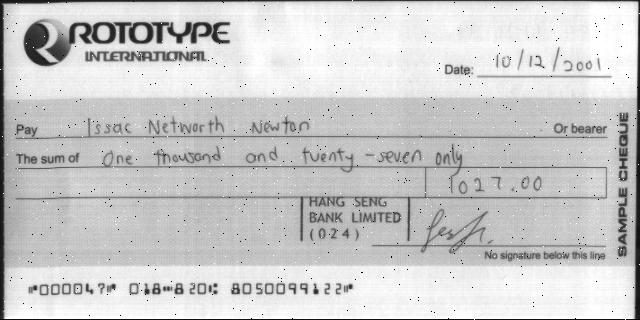 ROTOTYPE
INTERNATIONAL
Date: 10/12/2001
Pay Issac Networth Newton Or bearer
The sum of One thousand and twenty-seven only
1027.00
HANG SENG
BANK LIMITED
(024)
No signature below this line
SAMPLE CHEQUE
⑈000047⑈ 018⑉820⑆ 8050099122⑈